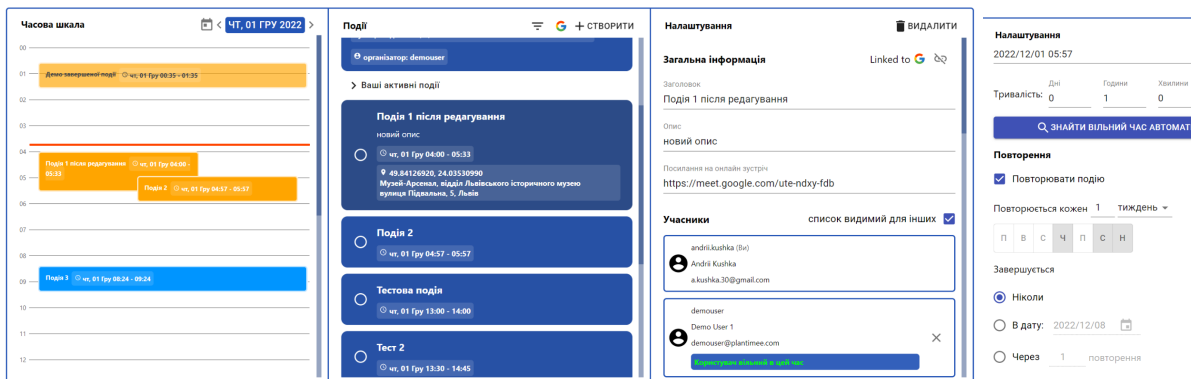 Часова шкала
ЧТ, 01 ГРУ 2022
00
01
Демо завершеної події чт, 01 Гру 00:35 - 01:35
02
03
04
Подія 1 після редагування чт, 01 Гру 04:00 -
05:33
05
Подія 2 чт, 01 Гру 04:57 - 05:57
06
07
08
09
Подія 3 чт, 01 Гру 08:24 - 09:24
10
11
12
Події
СТВОРИТИ
організатор: demouser
Ваші активні події
Подія 1 після редагування
новий опис
чт, 01 Гру 04:00 - 05:33
49.84126920, 24.03530990
Музей-Арсенал, відділ Львівського історичного музею
вулиця Підвальна, 5, Львів
Подія 2
чт, 01 Гру 04:57 - 05:57
Тестова подія
чт, 01 Гру 13:00 - 14:00
Тест 2
чт, 01 Гру 13:30 - 14:45
Налаштування
ВИДАЛИТИ
Загальна інформація
Linked to G
Заголовок
Подія 1 після редагування
Опис
новий опис
Посилання на онлайн зустріч
https://meet.google.com/ute-ndxy-fdb
Учасники
список видимий для інших
andrii.kushka (Ви)
Andrii Kushka
a.kushka.30@gmail.com
demouser
Demo User 1
demouser@plantimee.com
Користувач вільний в цей час
Налаштування
2022/12/01 05:57
Дні Години Хвилини
Тривалість: 0 1 0
ЗНАЙТИ ВІЛЬНИЙ ЧАС АВТОМАТ
Повторення
Повторювати подію
Повторюється кожен 1 тиждень
П В С Ч П С Н
Завершується
Ніколи
В дату: 2022/12/08
Через 1 повторення